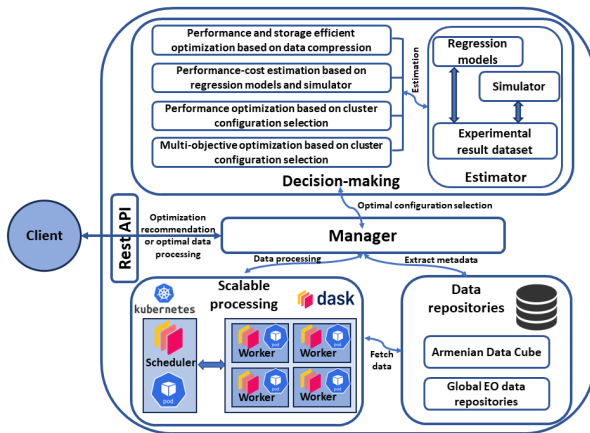 Performance and storage efficient
optimization based on data compression
Performance-cost estimation based on
regression models and simulator
Performance optimization based on cluster
configuration selection
Multi-objective optimization based on cluster
configuration selection
Estimation
Regression
models
Simulator
Experimental
result dataset
Estimator
Decision-making
Optimal configuration selection
Client
Rest API
Optimization
recommendation
or optimal data
processing
Manager
Data processing
Extract metadata
kubernetes
Scalable
processing
dask
Scheduler
pod
Worker
pod
Worker
pod
Worker
pod
Worker
pod
Fetch
data
Data
repositories
Armenian Data Cube
Global EO data
repositories